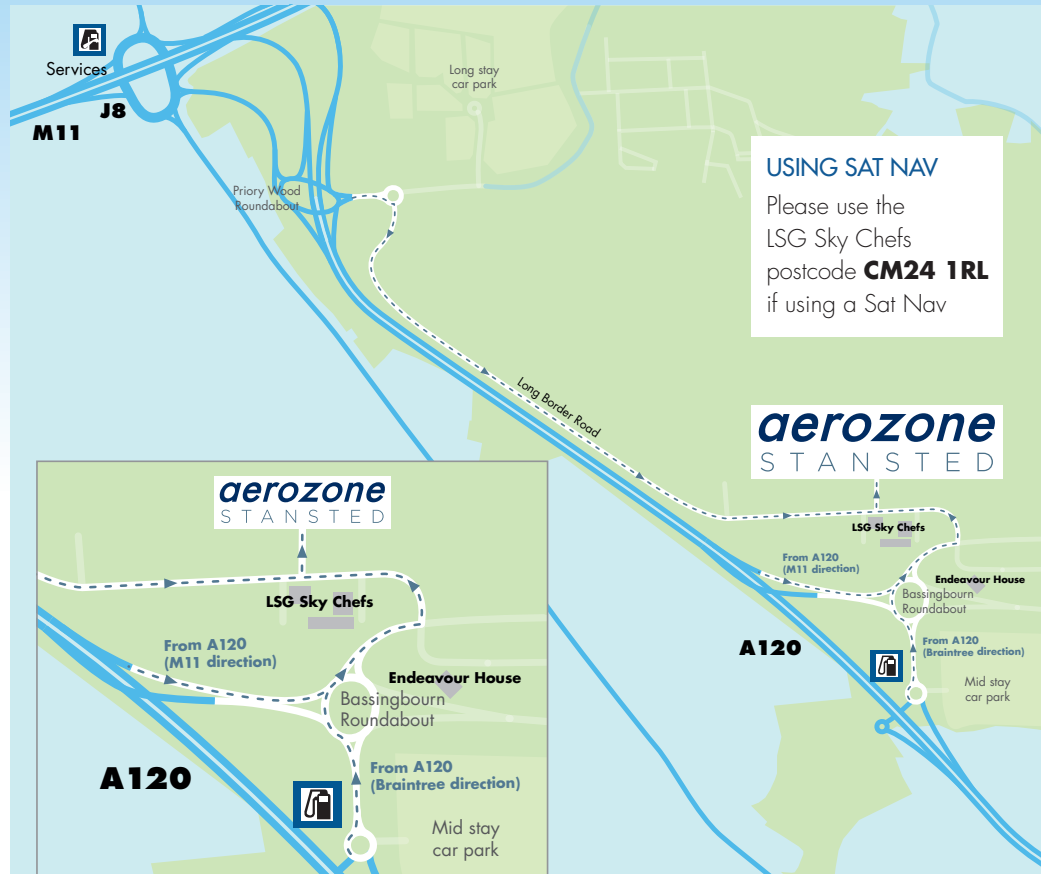 Services
J8
M11
Long stay
car park
Priory Wood
Roundabout
USING SAT NAV
Please use the
LSG Sky Chefs
postcode CM24 1RL
if using a Sat Nav
Long Border Road
aerozone
STANSTED
LSG Sky Chefs
From A120
(M11 direction)
Endeavour House
Bassingbourn
Roundabout
A120
From A120
(Braintree direction)
Mid stay
car park
aerozone
STANSTED
LSG Sky Chefs
From A120
(M11 direction)
Endeavour House
Bassingbourn
Roundabout
A120
From A120
(Braintree direction)
Mid stay
car park